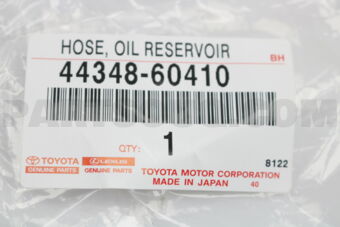 HOSE, OIL RESERVOIR
BH
44348-60410
QTY: 1
8122
TOYOTA LEXUS TOYOTA MOTOR CORPORATION
GENUINE PARTS GENUINE PARTS MADE IN JAPAN 40